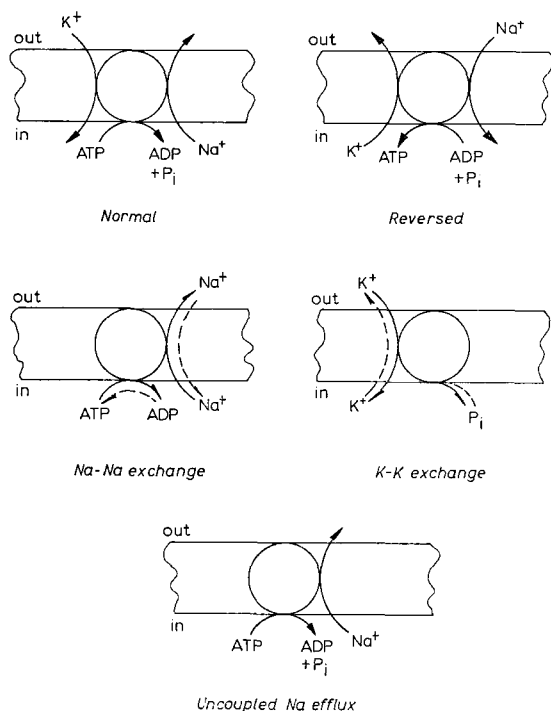 out
K+
in
ATP
ADP
+Pi
Na+
Normal
out
Na+
in
K+
ATP
ADP
+Pi
Reversed
out
Na+
in
ATP
ADP
Na+
Na-Na exchange
out
K+
in
K+
Pi
K-K exchange
out
in
ATP
ADP
+Pi
Na+
Uncoupled Na efflux